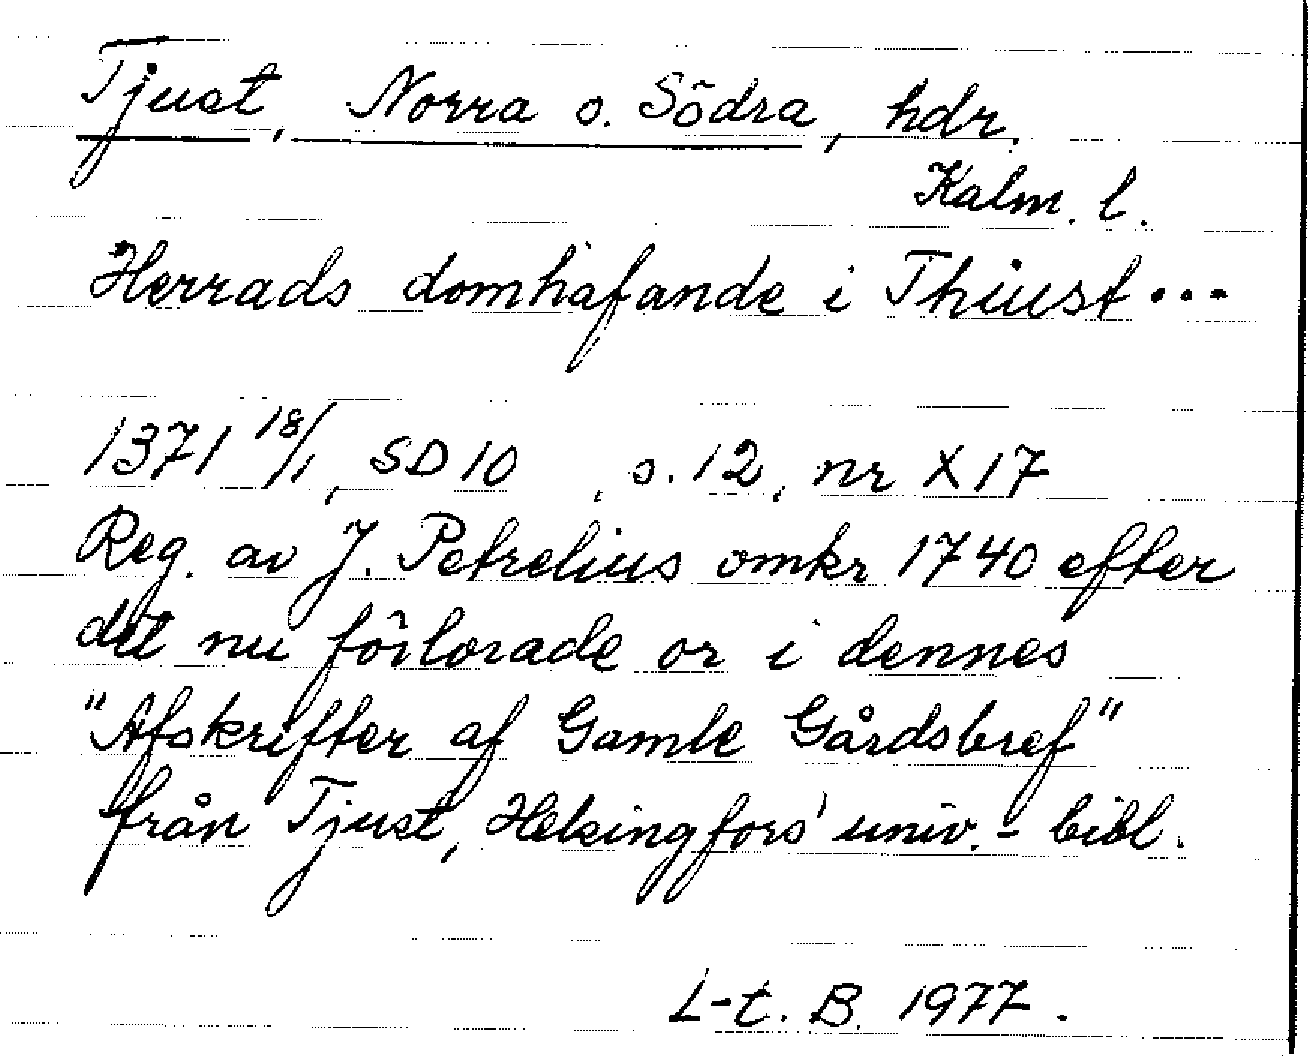 Tjust, Norra o. Södra, hdr.
Kalm. l.
Herrads domhafande i Thiust...
1371 18/1, SD 10 , s. 12, nr X 17
Reg. av J. Petrelius omkr 1740 efter
det nu förlorade or i dennes
"Afskrifter af Gamle Gårdsbref"
från Tjust, Helsingfors' univ.- bibl.
L-t. B. 1977.